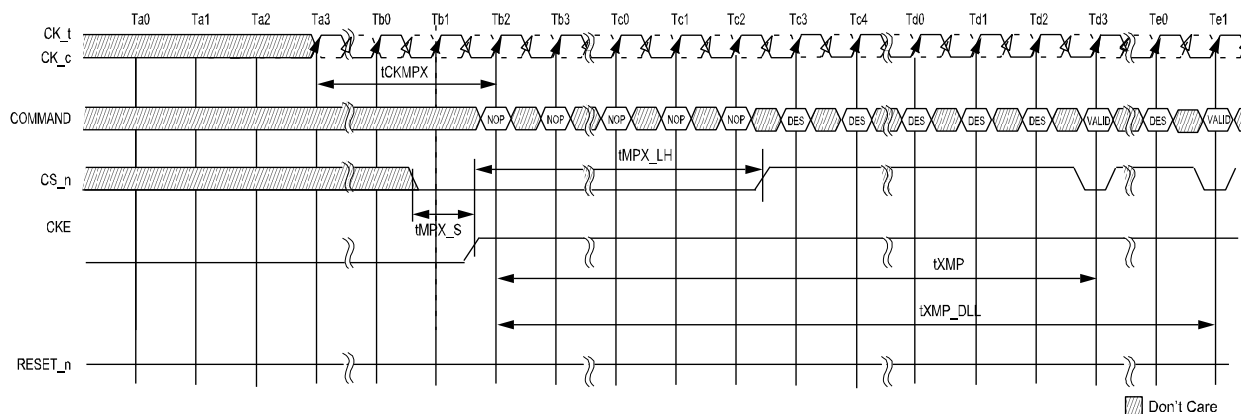 Ta0 Ta1 Ta2 Ta3 Tb0 Tb1 Tb2 Tb3 Tc0 Tc1 Tc2 Tc3 Tc4 Td0 Td1 Td2 Td3 Te0 Te1
CK_t
CK_c
tCKMPX
COMMAND NOP NOP NOP NOP NOP DES DES DES DES DES VALID DES VALID
tMPX_LH
CS_n
tMPX_S
CKE
tXMP
tXMP_DLL
RESET_n
Don't Care